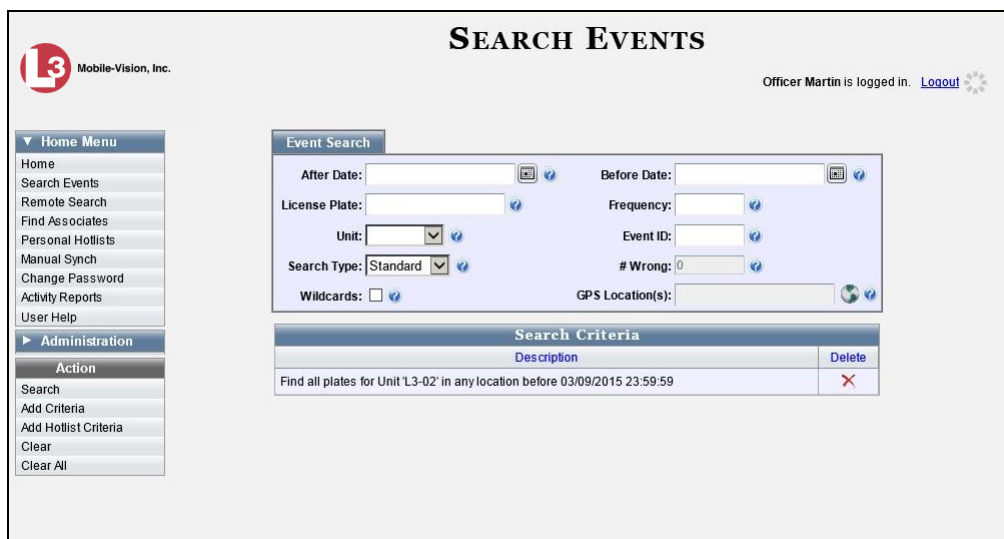 SEARCH EVENTS
L3 Mobile-Vision, Inc.
Officer Martin is logged in. Logout
Home Menu
Home
Search Events
Remote Search
Find Associates
Personal Hotlists
Manual Synch
Change Password
Activity Reports
User Help
Administration
Action
Search
Add Criteria
Add Hotlist Criteria
Clear
Clear All
Event Search
After Date: Before Date:
License Plate: Frequency:
Unit: Event ID:
Search Type: Standard # Wrong: 0
Wildcards: GPS Location(s):
Search Criteria
Description Delete
Find all plates for Unit 'L3-02' in any location before 03/09/2015 23:59:59